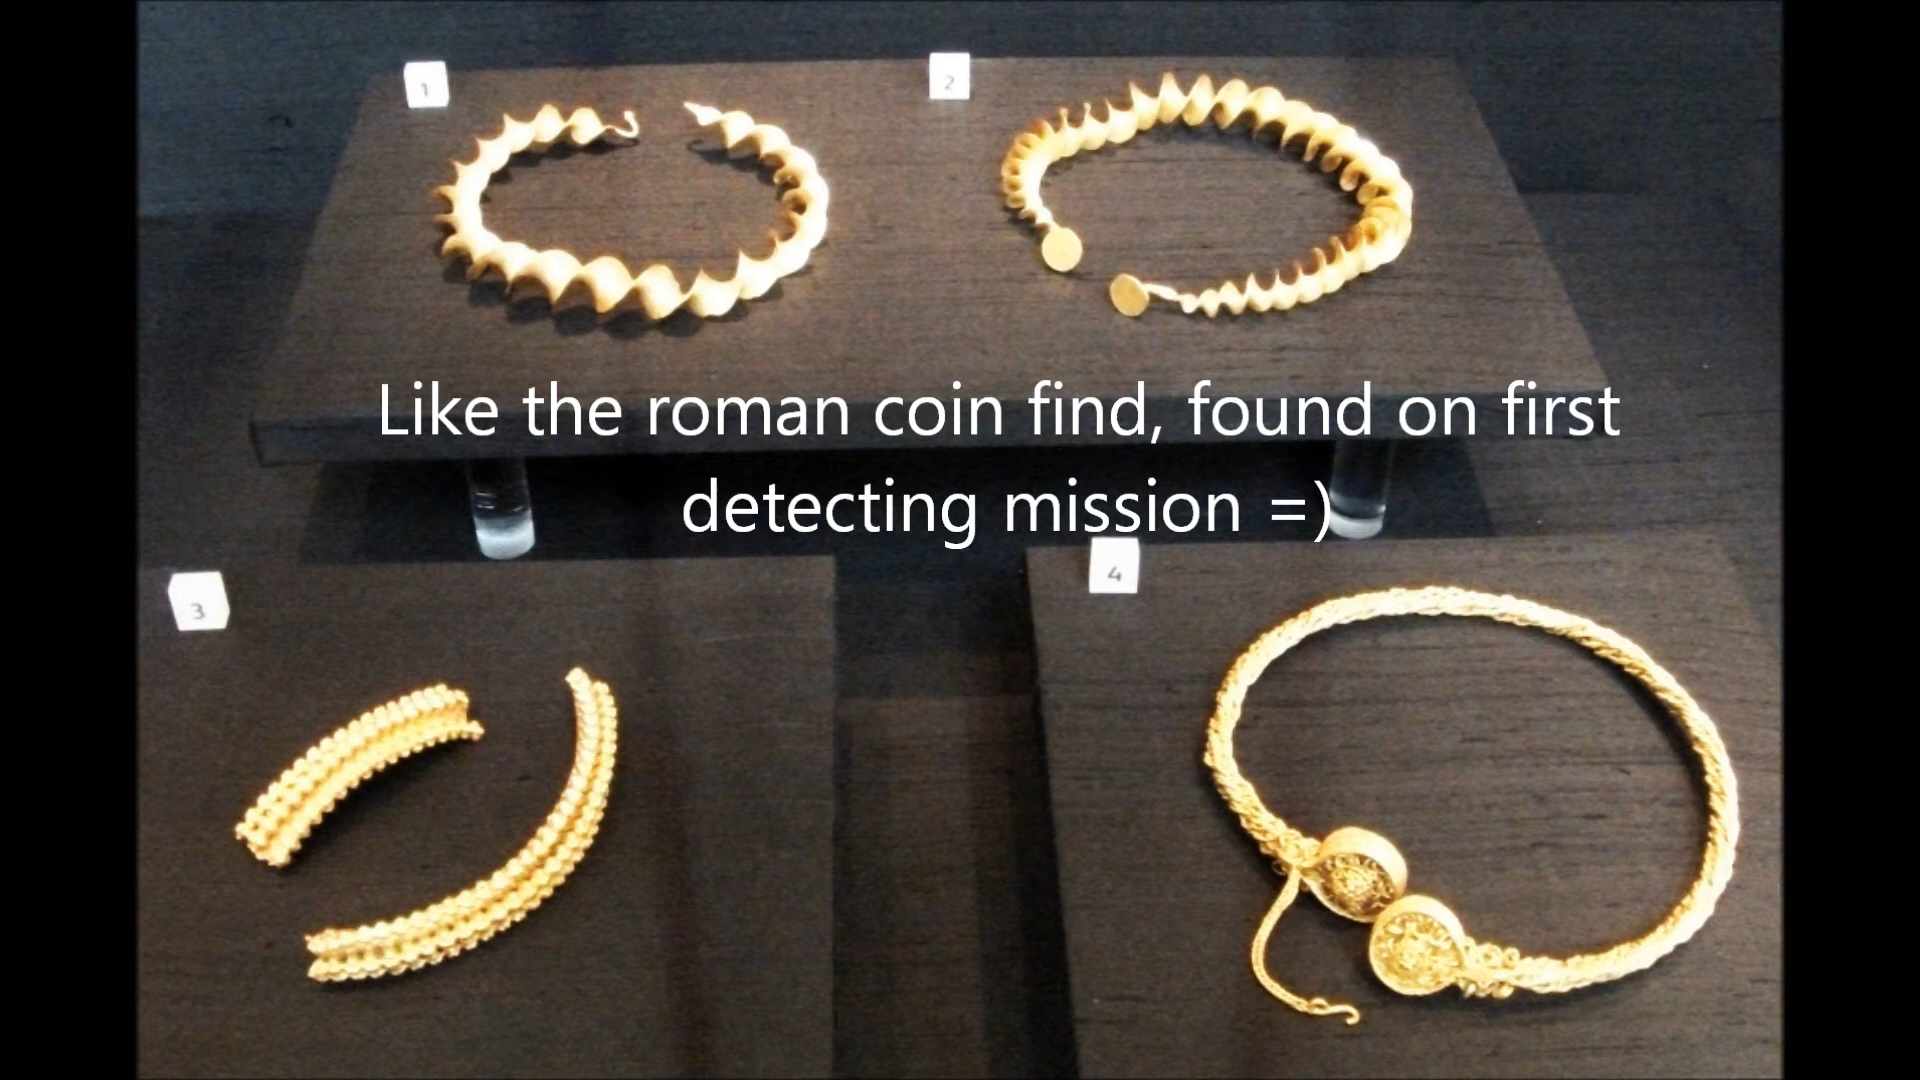 1
2
Like the roman coin find, found on first
detecting mission =)
3
4